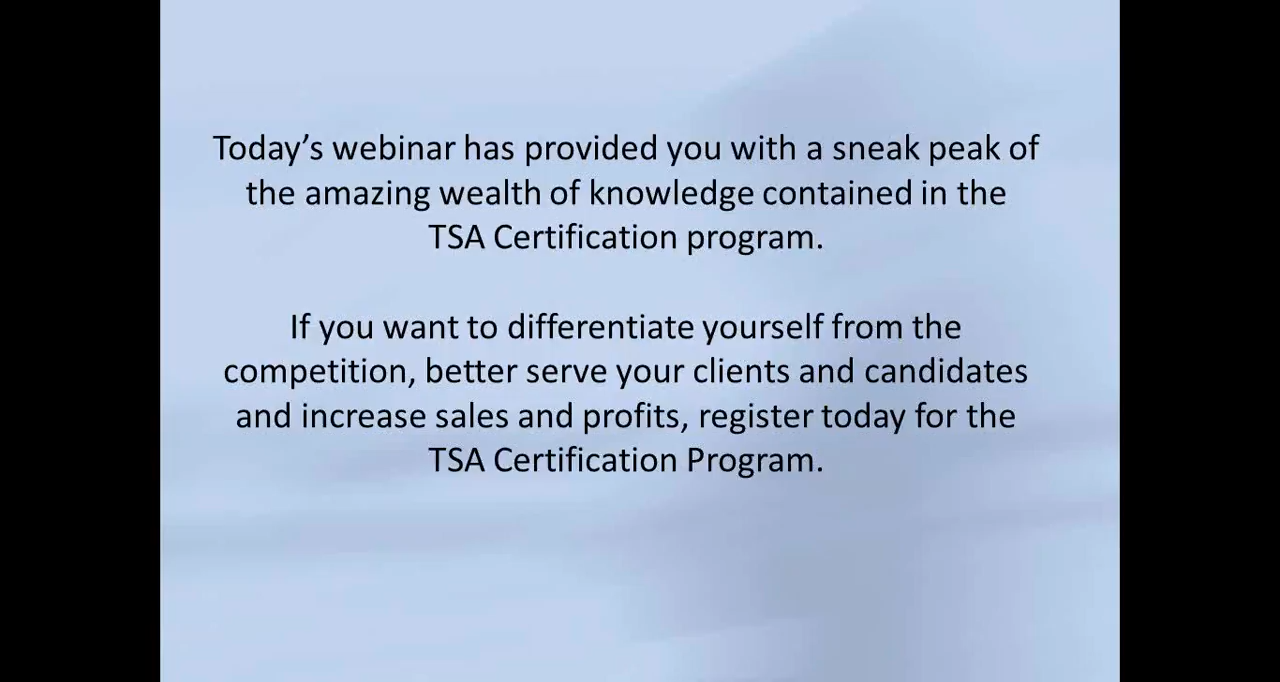 Today’s webinar has provided you with a sneak peak of
the amazing wealth of knowledge contained in the
TSA Certification program.
If you want to differentiate yourself from the
competition, better serve your clients and candidates
and increase sales and profits, register today for the
TSA Certification Program.